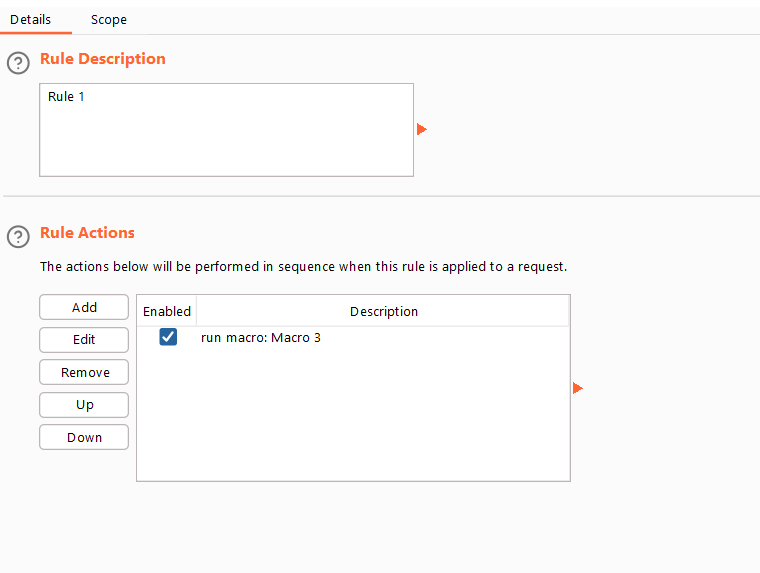 Details Scope
Rule Description
Rule 1
Rule Actions
The actions below will be performed in sequence when this rule is applied to a request.
Add
Edit
Remove
Up
Down
Enabled Description
run macro: Macro 3